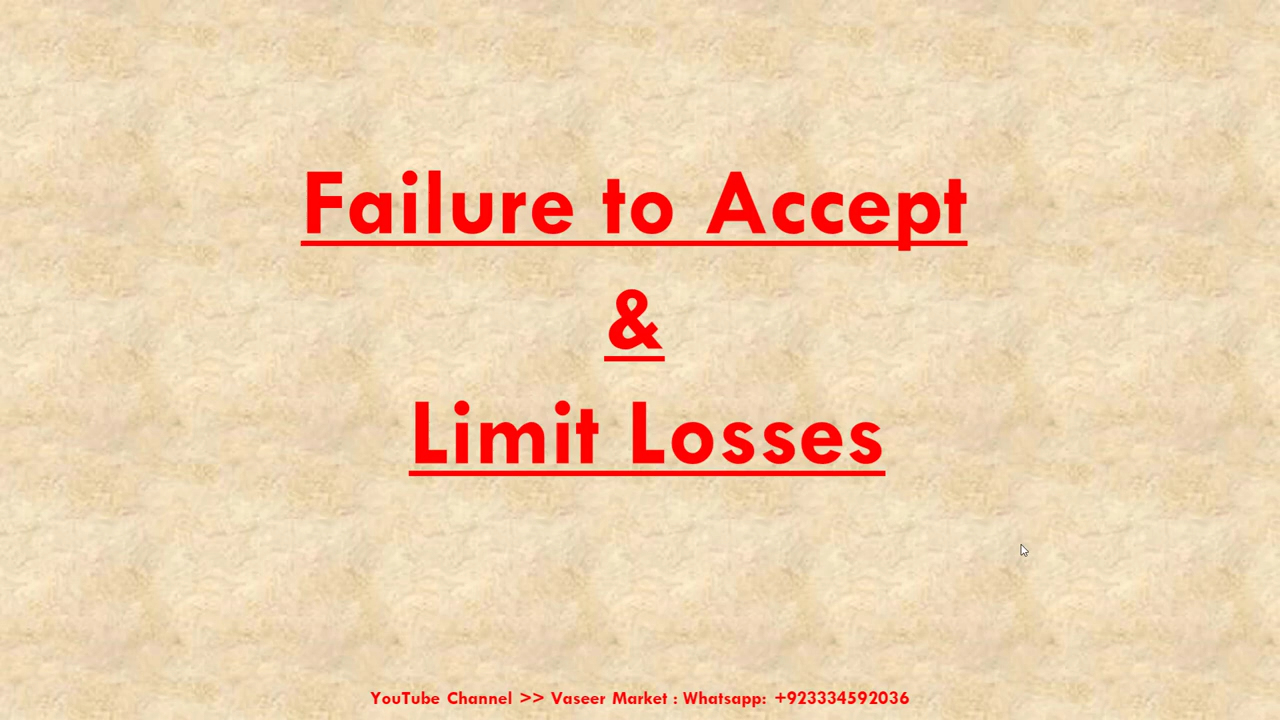 Failure to Accept
&
Limit Losses
YouTube Channel >> Vaseer Market : Whatsapp: +923334592036